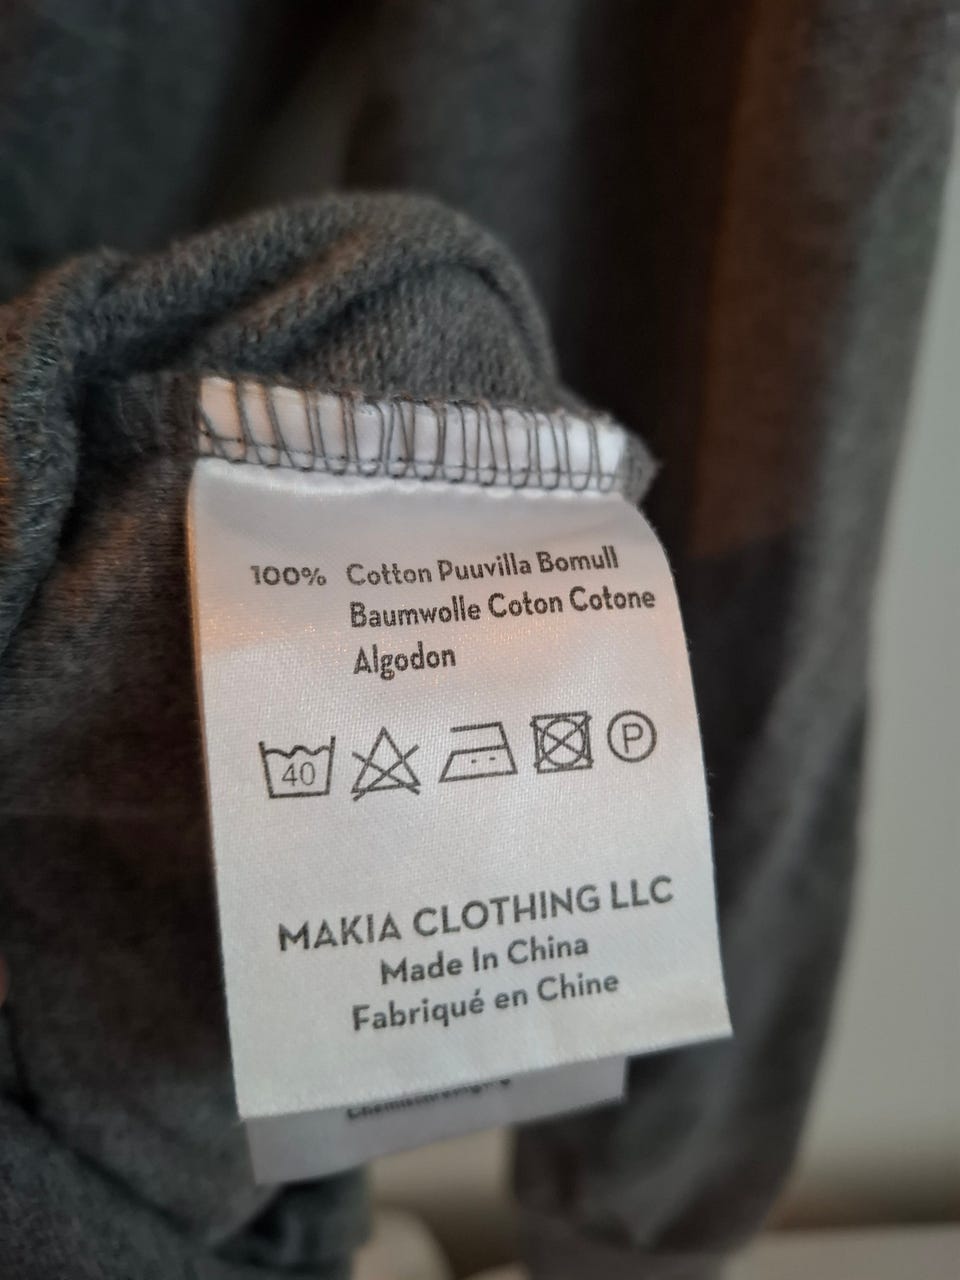 100% Cotton Puuvilla Bomull
Baumwolle Coton Cotone
Algodon
40
P
MAKIA CLOTHING LLC
Made In China
Fabriqué en Chine